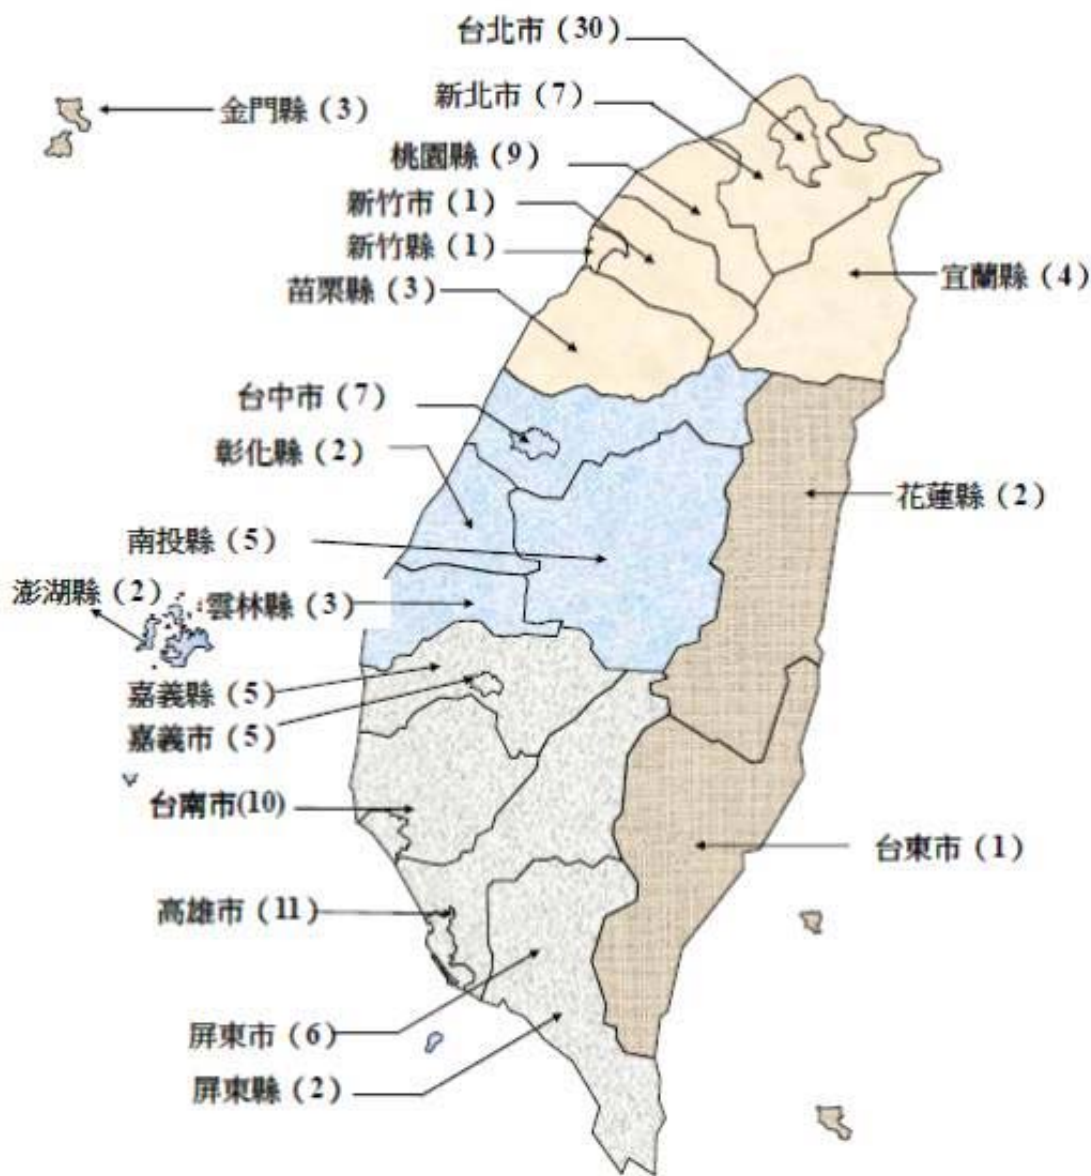 台北市（30）
新北市（7）
金門縣（3）
桃園縣（9）
新竹市（1）
新竹縣（1）
宜蘭縣（4）
苗栗縣（3）
台中市（7）
彰化縣（2）
花蓮縣（2）
南投縣（5）
澎湖縣（2）
雲林縣（3）
嘉義縣（5）
嘉義市（5）
台南市(10)
台東市（1）
高雄市（11）
屏東市（6）
屏東縣（2）